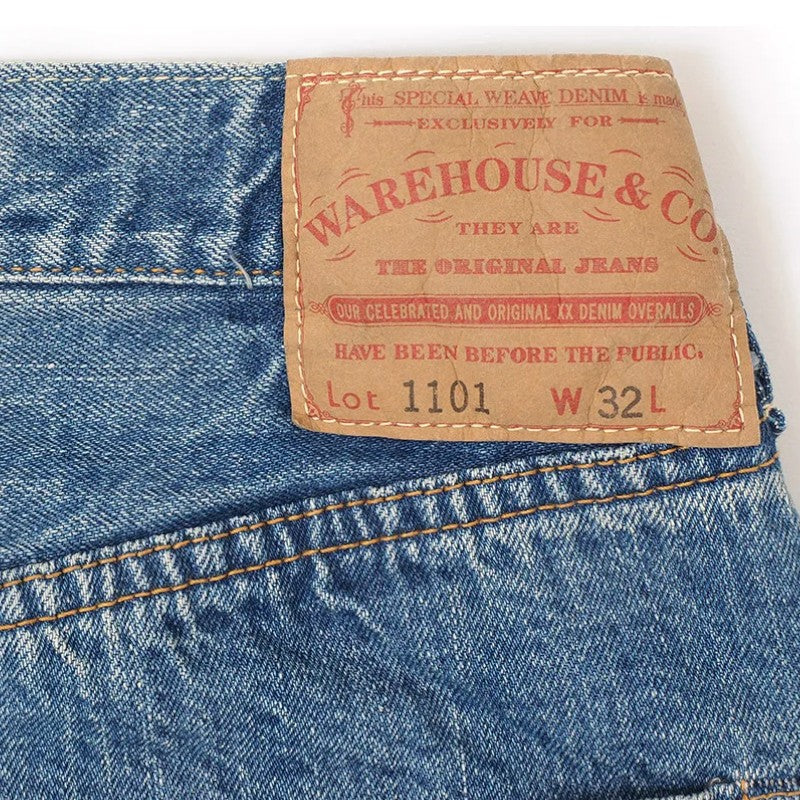 This SPECIAL WEAVE DENIM is made
EXCLUSIVELY FOR
WAREHOUSE & CO.
THEY ARE
THE ORIGINAL JEANS
OUR CELEBRATED AND ORIGINAL XX DENIM OVERALLS
HAVE BEEN BEFORE THE PUBLIC.
Lot 1101 W 32 L